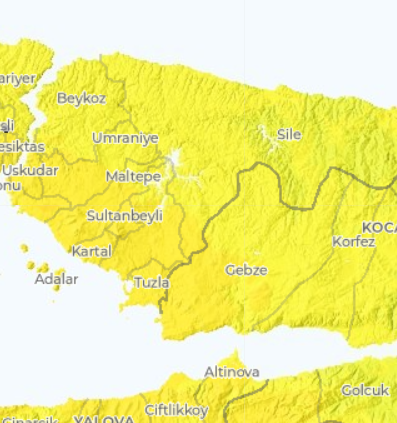 ariyer
Beykoz
şli
Umraniye
Sile
esiktas
Uskudar
onu
Maltepe
Sultanbeyli
KOCA
Korfez
Kartal
Gebze
Adalar
Tuzla
Altinova
Golcuk
Ciftlikkoy
Cinarcik
YALOVA